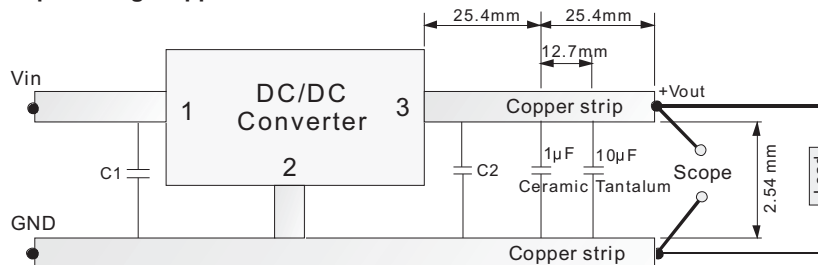 25.4mm 25.4mm
12.7mm
Vin
+Vout
1 DC/DC 3 Copper strip
Converter
2
C1
C2
1µF 10µF
Ceramic Tantalum
Scope
2.54 mm
GND
Copper strip